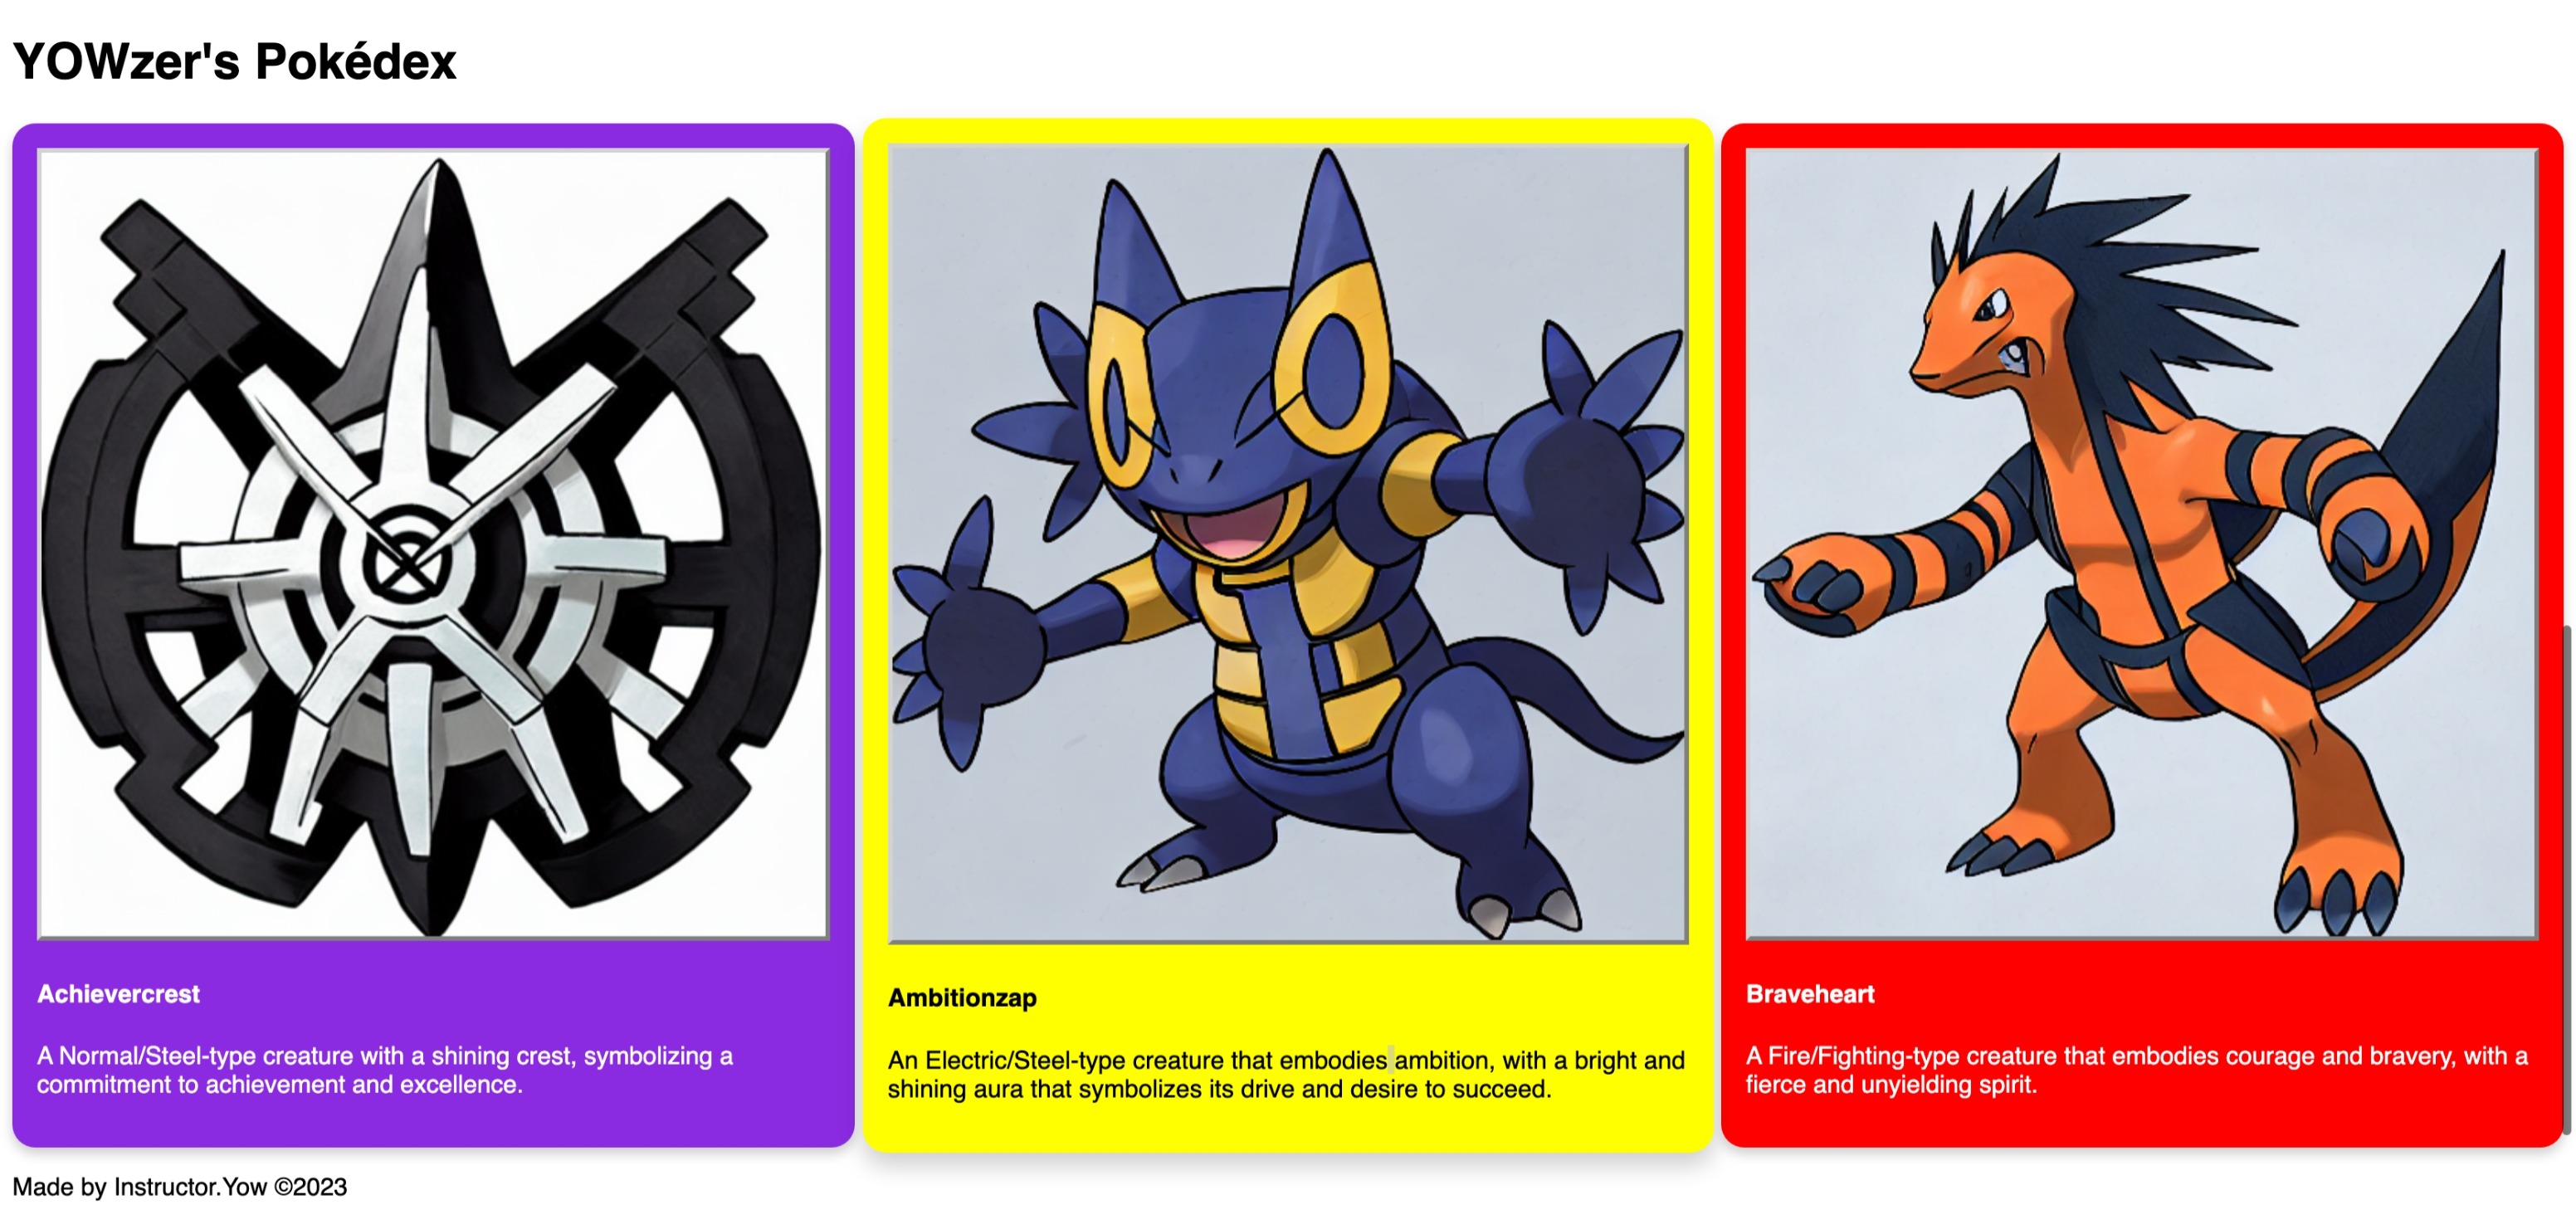 YOWzer's Pokédex
Achievercrest
A Normal/Steel-type creature with a shining crest, symbolizing a
commitment to achievement and excellence.
Ambitionzap
An Electric/Steel-type creature that embodies ambition, with a bright and
shining aura that symbolizes its drive and desire to succeed.
Braveheart
A Fire/Fighting-type creature that embodies courage and bravery, with a
fierce and unyielding spirit.
Made by Instructor.Yow ©2023